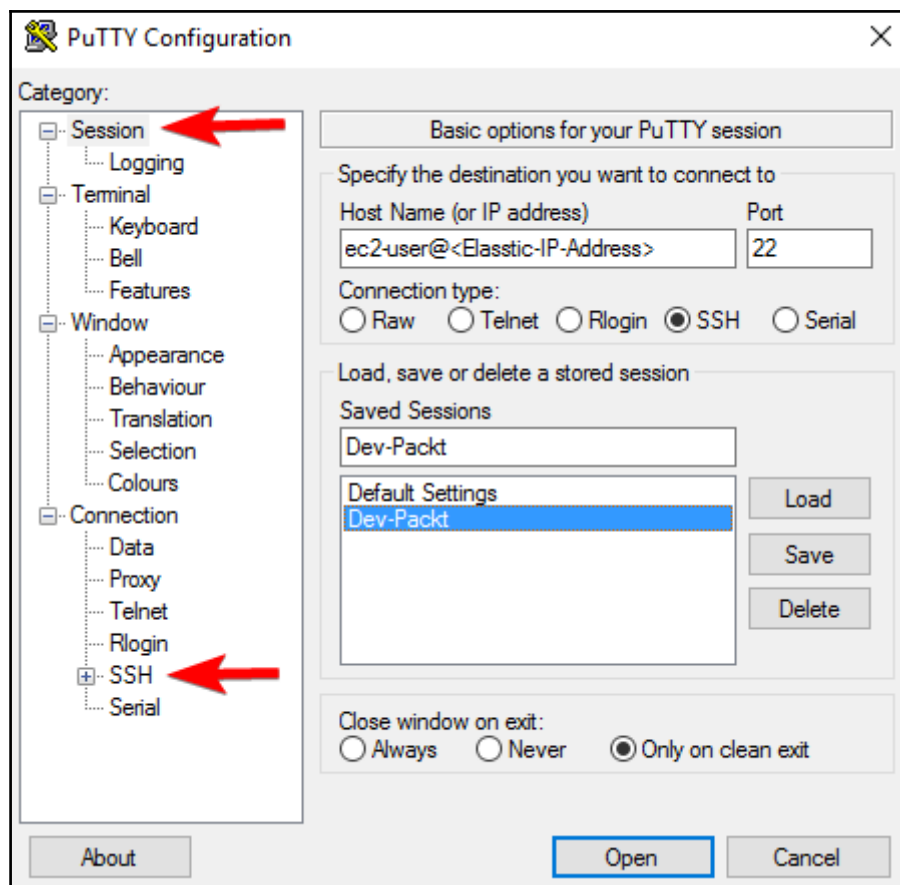 PuTTY Configuration
Category:
Session
Logging
Terminal
Keyboard
Bell
Features
Window
Appearance
Behaviour
Translation
Selection
Colours
Connection
Data
Proxy
Telnet
Rlogin
SSH
Serial
Basic options for your PuTTY session
Specify the destination you want to connect to
Host Name (or IP address) Port
ec2-user@<Elasstic-IP-Address> 22
Connection type:
Raw Telnet Rlogin SSH Serial
Load, save or delete a stored session
Saved Sessions
Dev-Packt
Default Settings
Dev-Packt
Load
Save
Delete
Close window on exit:
Always Never Only on clean exit
About Open Cancel